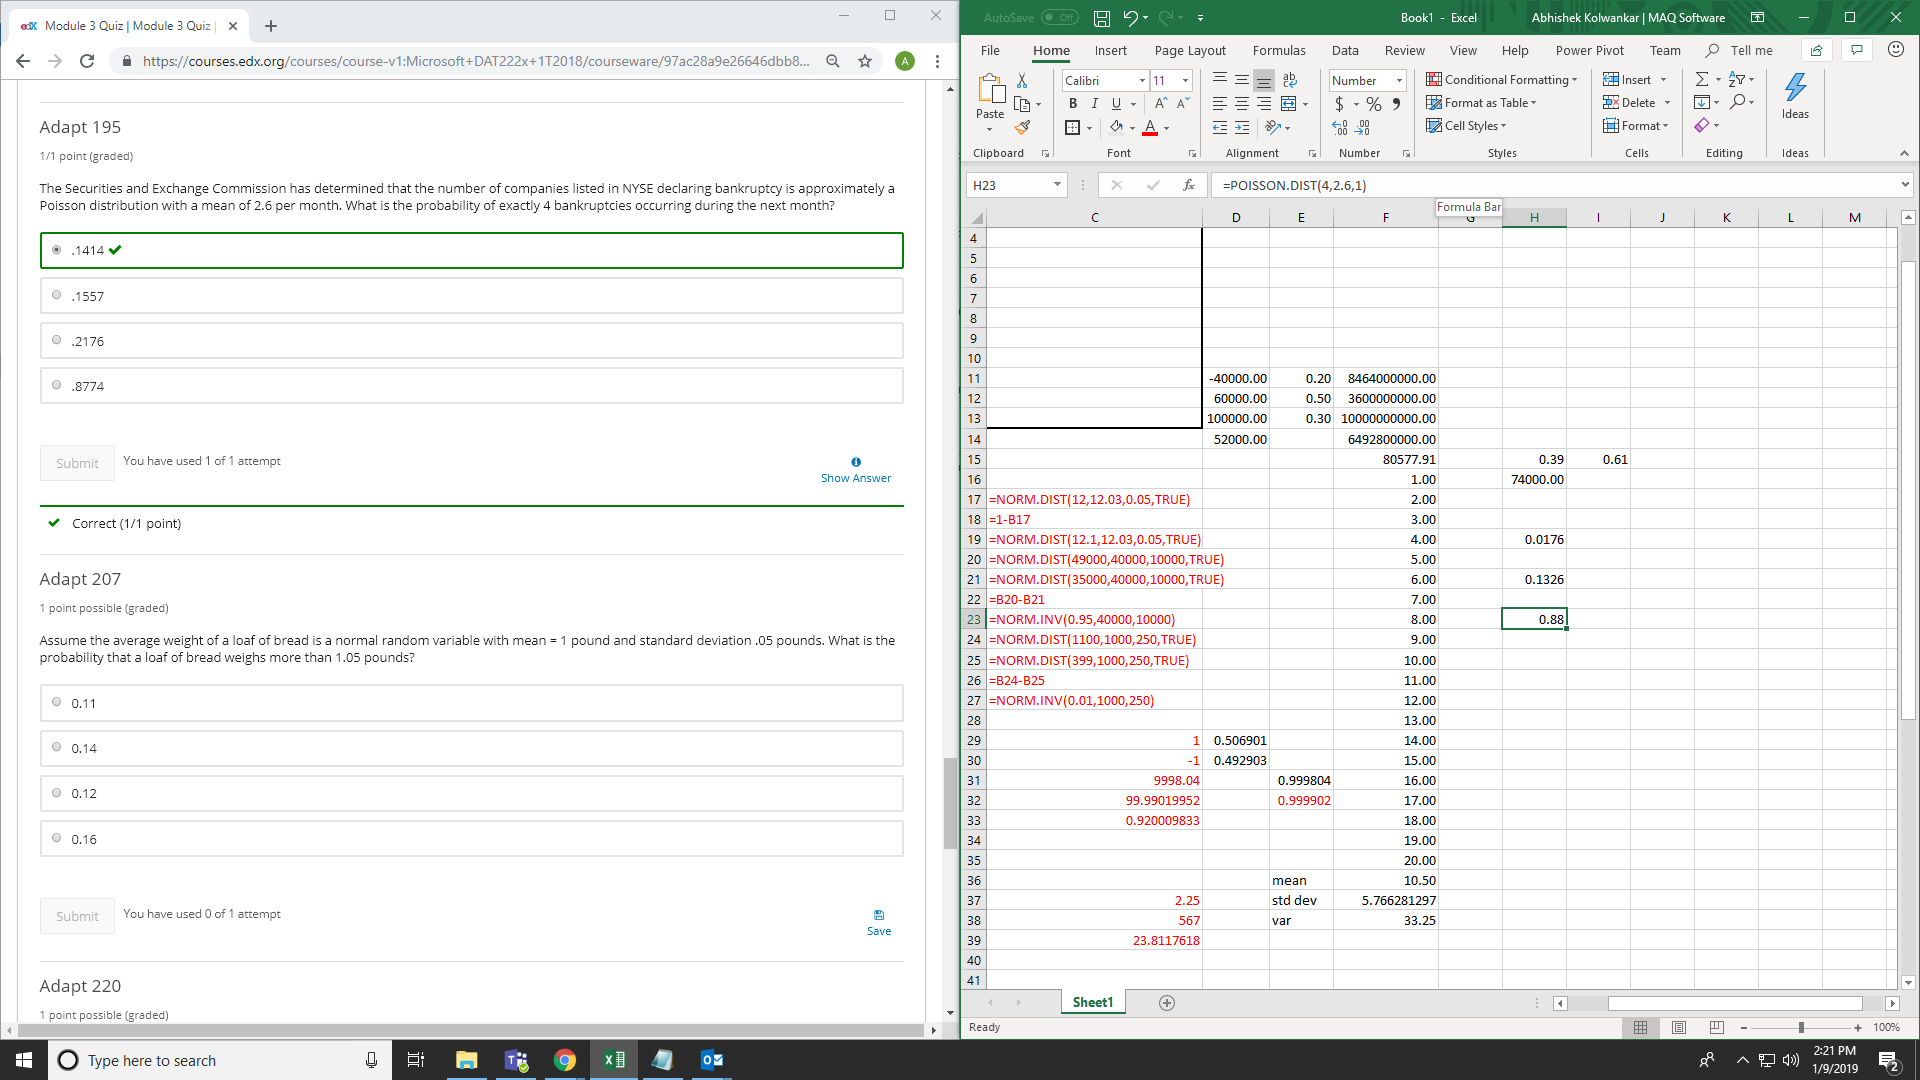 edX Module 3 Quiz | Module 3 Quiz |
https://courses.edx.org/courses/course-v1:Microsoft+DAT222x+1T2018/courseware/97ac28a9e26646dbb8...
A
Adapt 195
1/1 point (graded)
The Securities and Exchange Commission has determined that the number of companies listed in NYSE declaring bankruptcy is approximately a
Poisson distribution with a mean of 2.6 per month. What is the probability of exactly 4 bankruptcies occurring during the next month?
.1414
.1557
.2176
.8774
Submit You have used 1 of 1 attempt
Show Answer
Correct (1/1 point)
Adapt 207
1 point possible (graded)
Assume the average weight of a loaf of bread is a normal random variable with mean = 1 pound and standard deviation .05 pounds. What is the
probability that a loaf of bread weighs more than 1.05 pounds?
0.11
0.14
0.12
0.16
Submit You have used 0 of 1 attempt
Save
Adapt 220
1 point possible (graded)
AutoSave Off Book1 - Excel Abhishek Kolwankar | MAQ Software
File Home Insert Page Layout Formulas Data Review View Help Power Pivot Team Tell me
Paste
Calibri 11
B I U
Number
$ %
Conditional Formatting
Format as Table
Cell Styles
Insert
Delete
Format
Ideas
Clipboard Font Alignment Number Styles Cells Editing Ideas
H23 fx =POISSON.DIST(4,2.6,1)
Formula Bar
C D E F G H I J K L M
4
5
6
7
8
9
10
11 -40000.00 0.20 8464000000.00
12 60000.00 0.50 3600000000.00
13 100000.00 0.30 10000000000.00
14 52000.00 6492800000.00
15 80577.91 0.39 0.61
16 1.00 74000.00
17 =NORM.DIST(12,12.03,0.05,TRUE) 2.00
18 =1-B17 3.00
19 =NORM.DIST(12.1,12.03,0.05,TRUE) 4.00 0.0176
20 =NORM.DIST(49000,40000,10000,TRUE) 5.00
21 =NORM.DIST(35000,40000,10000,TRUE) 6.00 0.1326
22 =B20-B21 7.00
23 =NORM.INV(0.95,40000,10000) 8.00 0.88
24 =NORM.DIST(1100,1000,250,TRUE) 9.00
25 =NORM.DIST(399,1000,250,TRUE) 10.00
26 =B24-B25 11.00
27 =NORM.INV(0.01,1000,250) 12.00
28 13.00
29 1 0.506901 14.00
30 -1 0.492903 15.00
31 9998.04 0.999804 16.00
32 99.99019952 0.999902 17.00
33 0.920009833 18.00
34 19.00
35 20.00
36 mean 10.50
37 2.25 std dev 5.766281297
38 567 var 33.25
39 23.8117618
40
41
Sheet1
Ready 100%
Type here to search
2:21 PM
1/9/2019
2